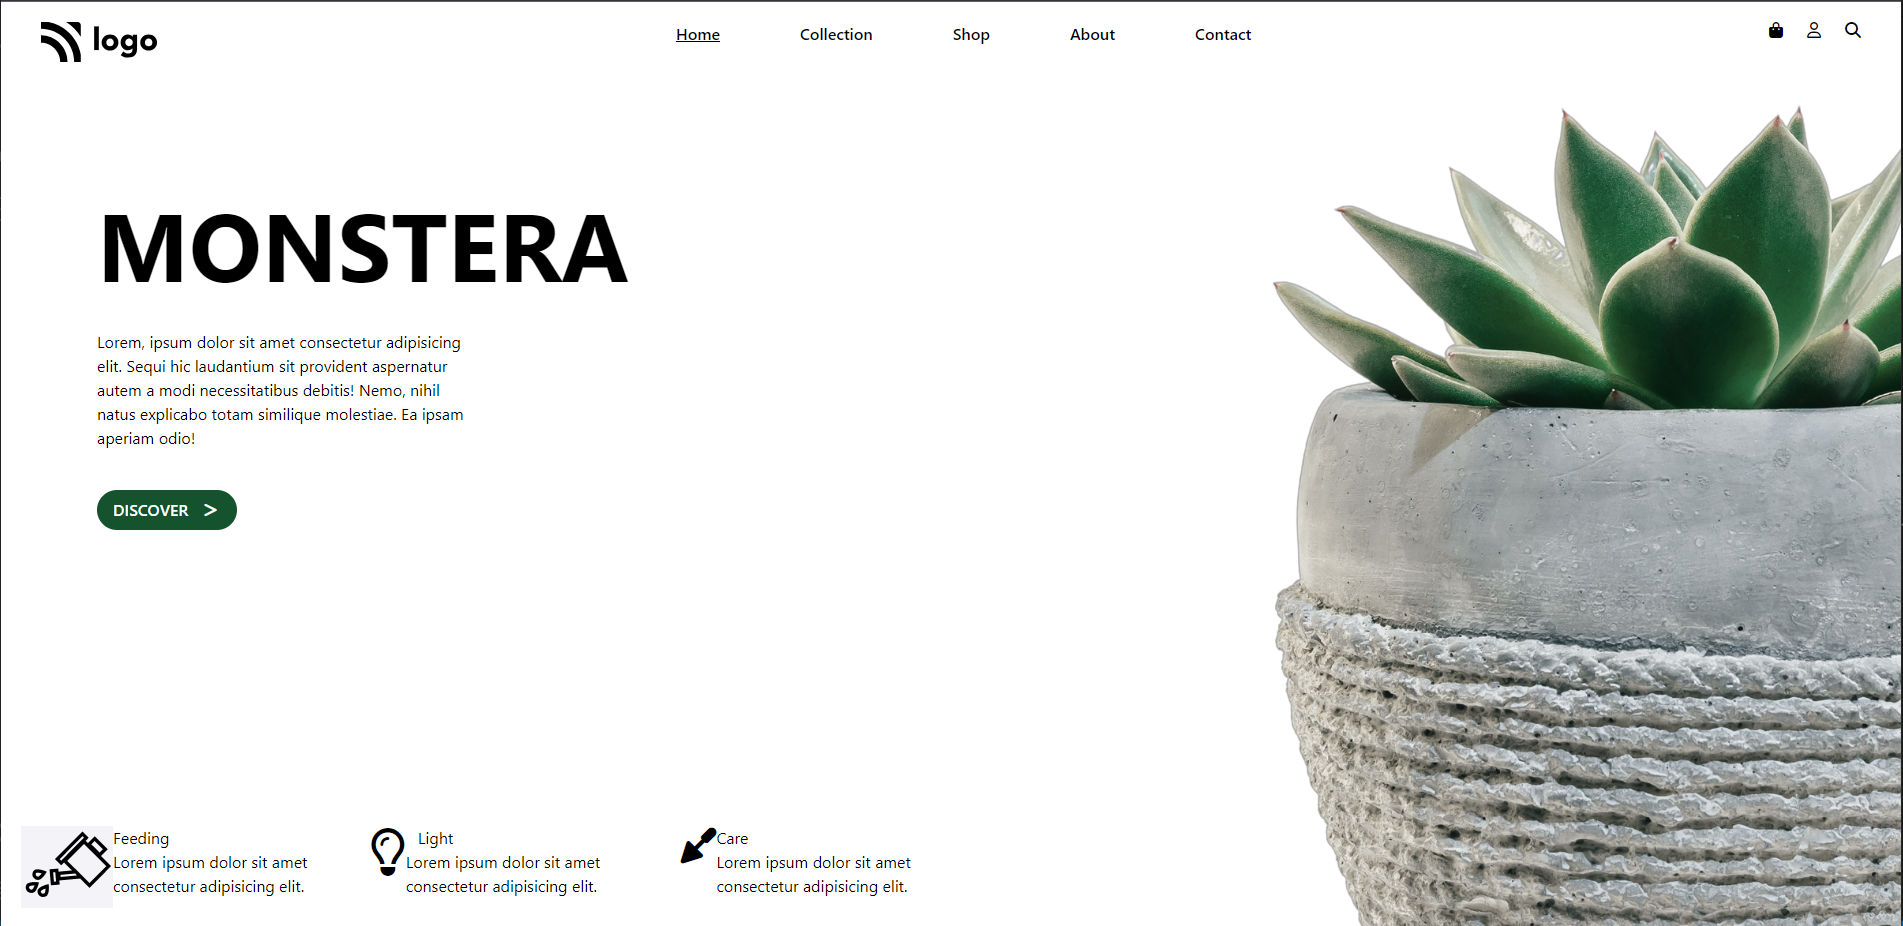 logo
Home
Collection
Shop
About
Contact
MONSTERA
Lorem, ipsum dolor sit amet consectetur adipisicing
elit. Sequi hic laudantium sit provident aspernatur
autem a modi necessitatibus debitis! Nemo, nihil
natus explicabo totam similique molestiae. Ea ipsam
aperiam odio!
DISCOVER >
Feeding
Lorem ipsum dolor sit amet
consectetur adipisicing elit.
Light
Lorem ipsum dolor sit amet
consectetur adipisicing elit.
Care
Lorem ipsum dolor sit amet
consectetur adipisicing elit.